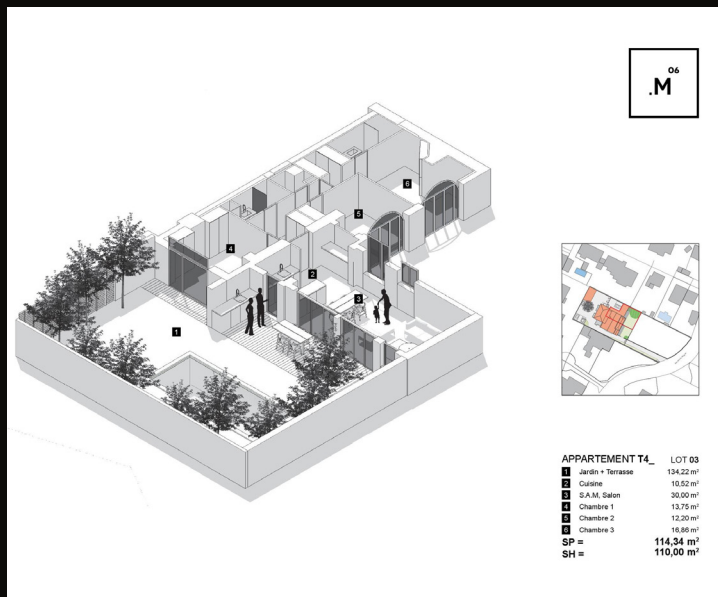 06
.M
6
5
4
2
3
1
APPARTEMENT T4_ LOT 03
1 Jardin + Terrasse 134,22 m²
2 Cuisine 10,52 m²
3 S.A.M, Salon 30,00 m²
4 Chambre 1 13,75 m²
5 Chambre 2 12,20 m²
6 Chambre 3 16,86 m²
SP = 114,34 m²
SH = 110,00 m²